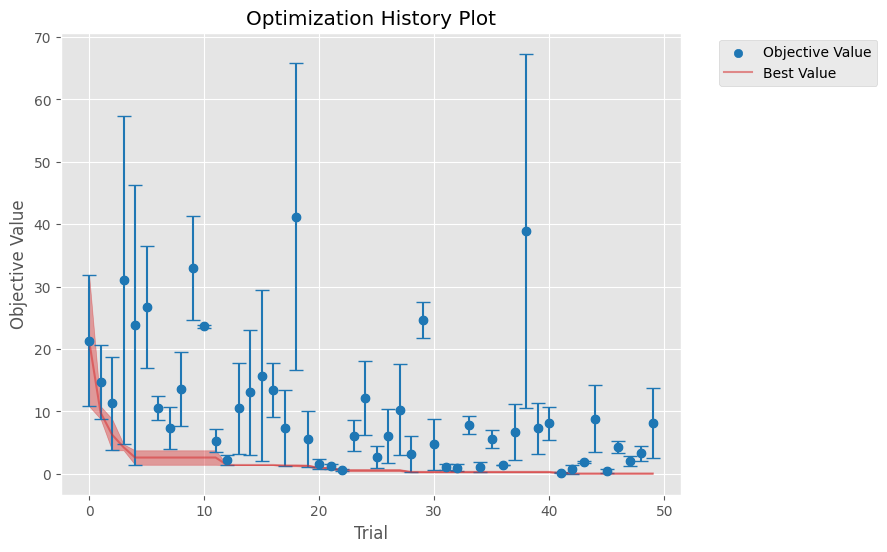 Optimization History Plot
Objective Value
Best Value
Objective Value
70
60
50
40
30
20
10
0
0 10 20 30 40 50
Trial